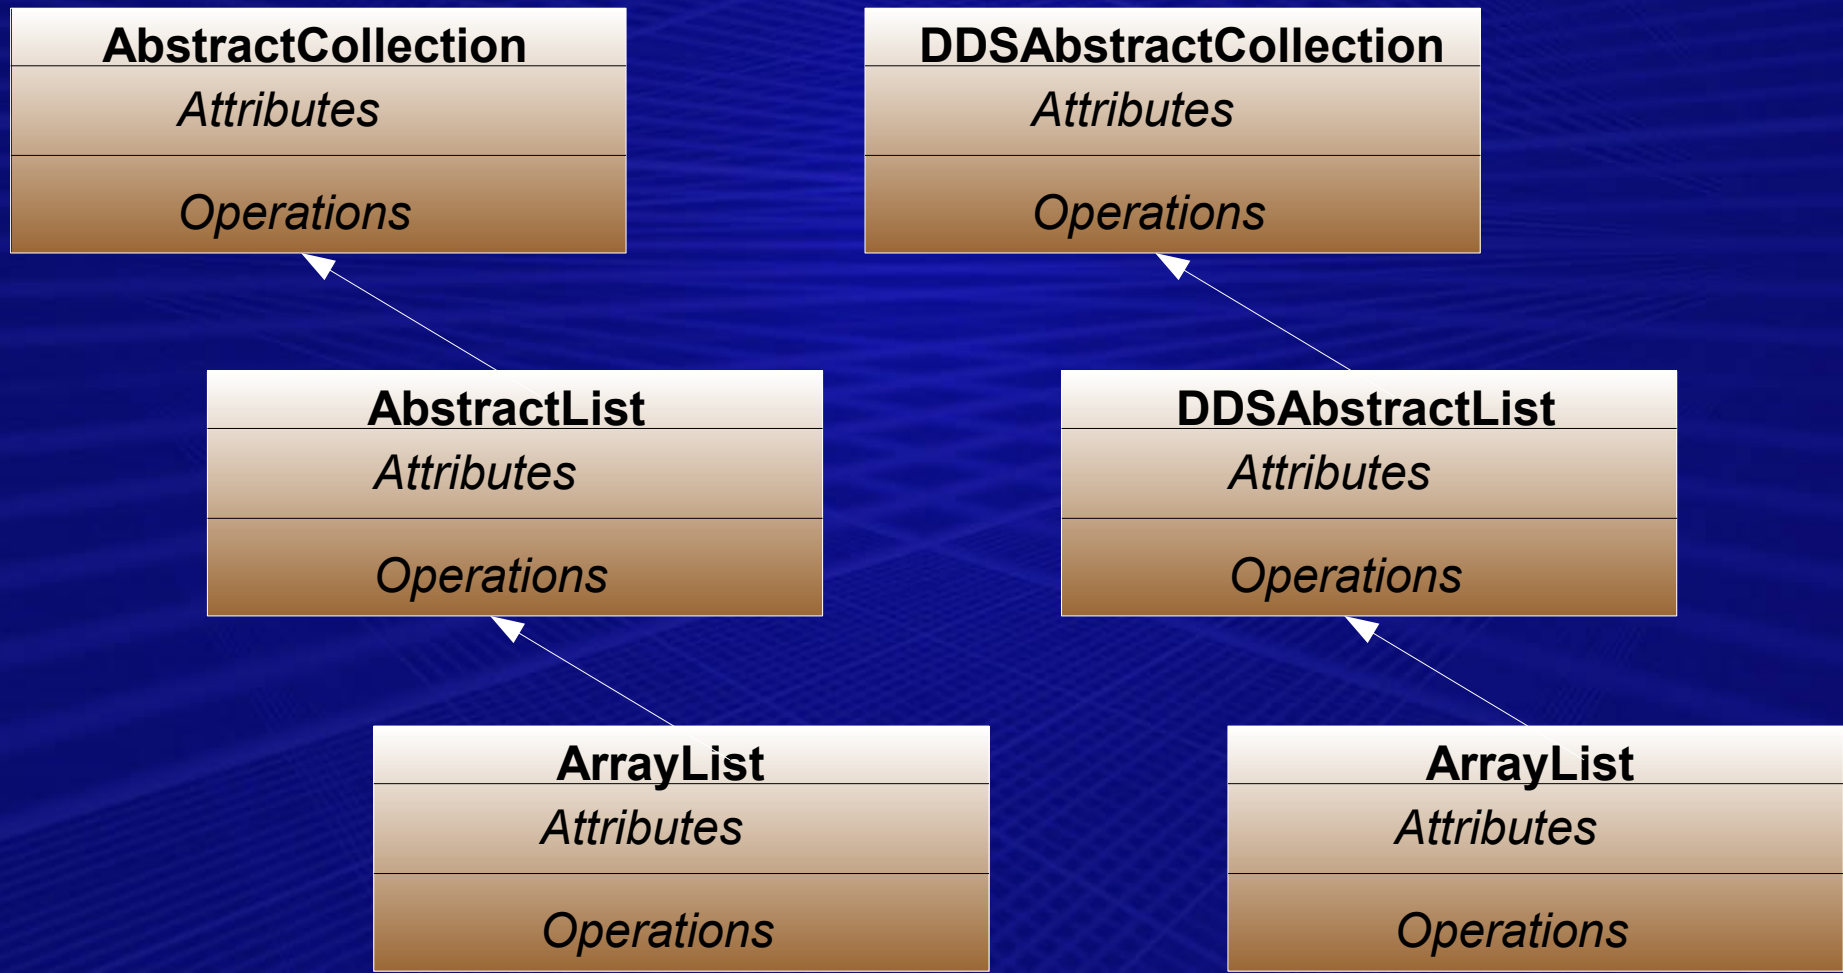 AbstractCollection
Attributes
Operations
DDSAbstractCollection
Attributes
Operations
AbstractList
Attributes
Operations
DDSAbstractList
Attributes
Operations
ArrayList
Attributes
Operations
ArrayList
Attributes
Operations